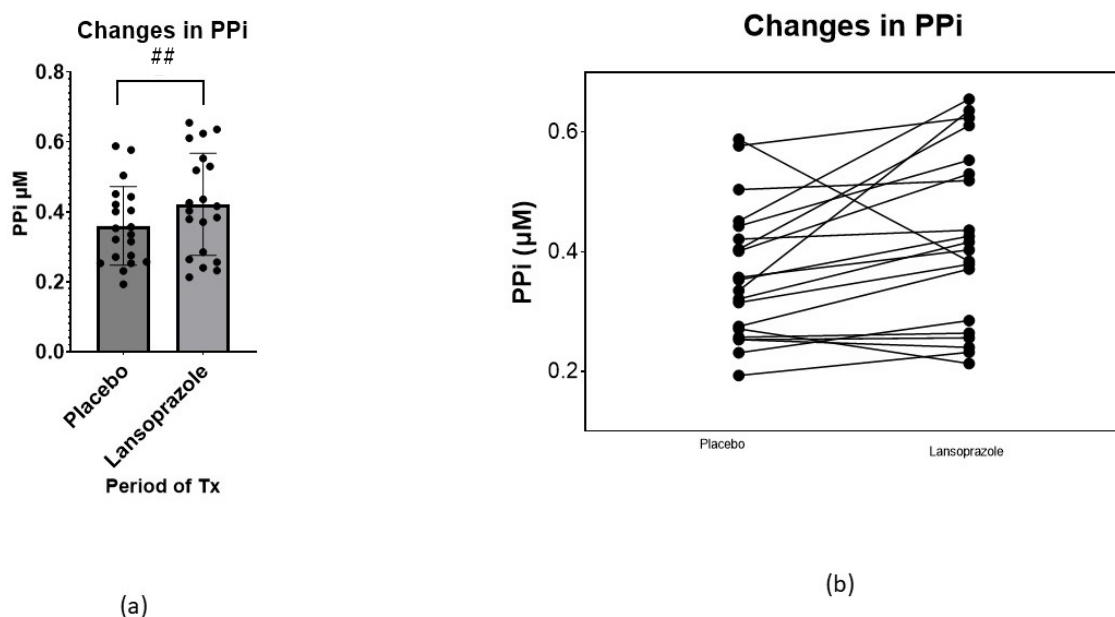 Changes in PPi
##
0.8
0.6
0.4
0.2
0.0
PPi µM
Placebo
Lansoprazole
Period of Tx
(a)
Changes in PPi
0.6
0.4
0.2
PPi (µM)
Placebo
Lansoprazole
(b)